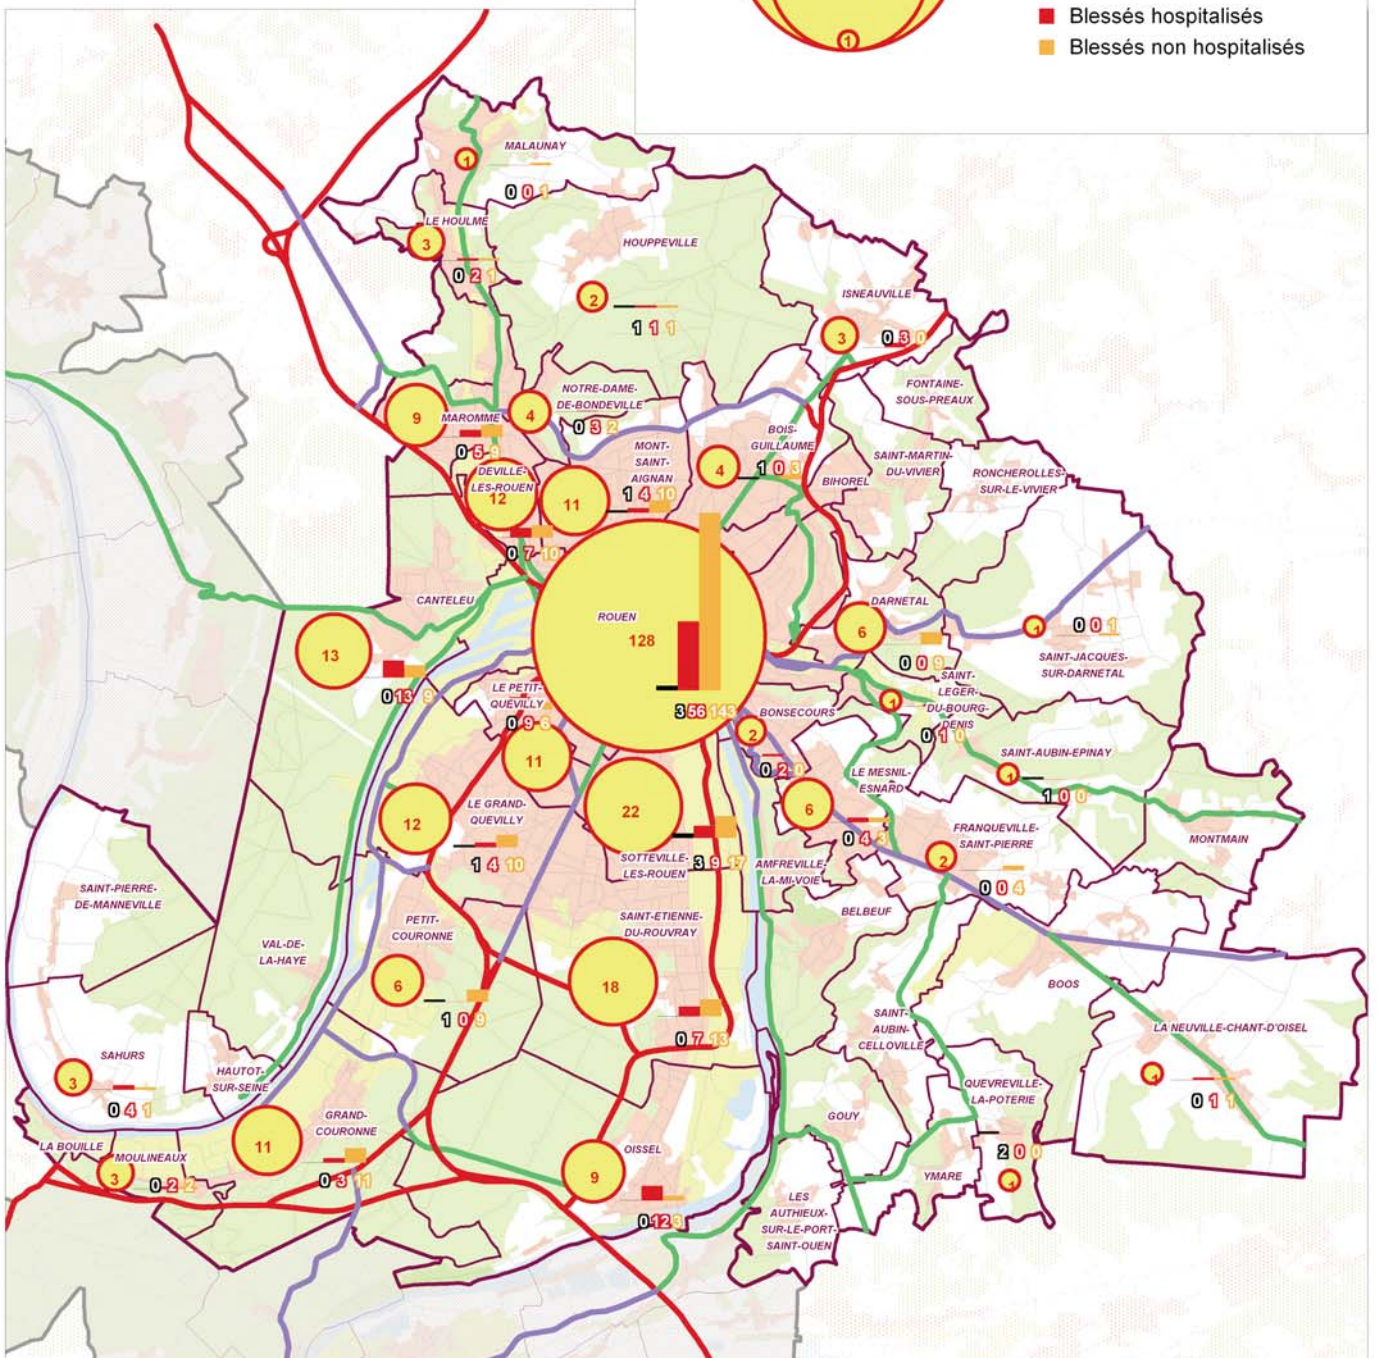 1
Blessés hospitalisés
Blessés non hospitalisés
MALAUNAY
1
0 0 1
LE HOULME
3
0 2 1
HOUPPEVILLE
2
1 1 1
ISNEAUVILLE
3
0 3 0
FONTAINE-
SOUS-PREAUX
9
MAROMME
0 5 9
4
NOTRE-DAME-
DE-BONDEVILLE
0 3 2
MONT-
SAINT-
AIGNAN
11
1 4 10
BOIS-
GUILLAUME
4
1 0 3
BIHOREL
SAINT-MARTIN-
DU-VIVIER
RONCHEROLLES-
SUR-LE-VIVIER
DEVILLE-
LES-ROUEN
12
0 7 10
CANTELEU
13
0 13 9
ROUEN
128
3 56 143
DARNETAL
6
0 0 9
1
0 0 1
SAINT-JACQUES-
SUR-DARNETAL
SAINT-
LEGER-
DU-BOURG-
DENIS
1
0 1 0
LE PETIT-
QUEVILLY
0 9 6
11
BONSECOURS
2
0 2 0
SAINT-AUBIN-EPINAY
1
1 0 0
LE MESNIL-
ESNARD
6
0 4 3
MONTMAIN
LE GRAND-
QUEVILLY
12
1 4 10
22
SOTTEVILLE-
LES-ROUEN
3 9 17
AMFREVILLE-
LA-MI-VOIE
FRANQUEVILLE-
SAINT-PIERRE
2
0 0 4
BELBEUF
SAINT-PIERRE-
DE-MANNEVILLE
VAL-DE-
LA-HAYE
PETIT-
COURONNE
6
1 0 9
SAINT-ETIENNE-
DU-ROUVRAY
18
0 7 13
BOOS
SAINT-
AUBIN-
CELLOVILLE
LA NEUVILLE-CHANT-D'OISEL
1
0 1 1
SAHURS
3
0 4 1
HAUTOT-
SUR-SEINE
QUEVREVILLE-
LA-POTERIE
2 0 0
1
GOUY
YMARE
LA BOUILLE
MOULINEAUX
3
0 2 2
11
GRAND-
COURONNE
0 3 11
OISSEL
9
0 12 3
LES
AUTHIEUX-
SUR-LE-PORT-
SAINT-OUEN